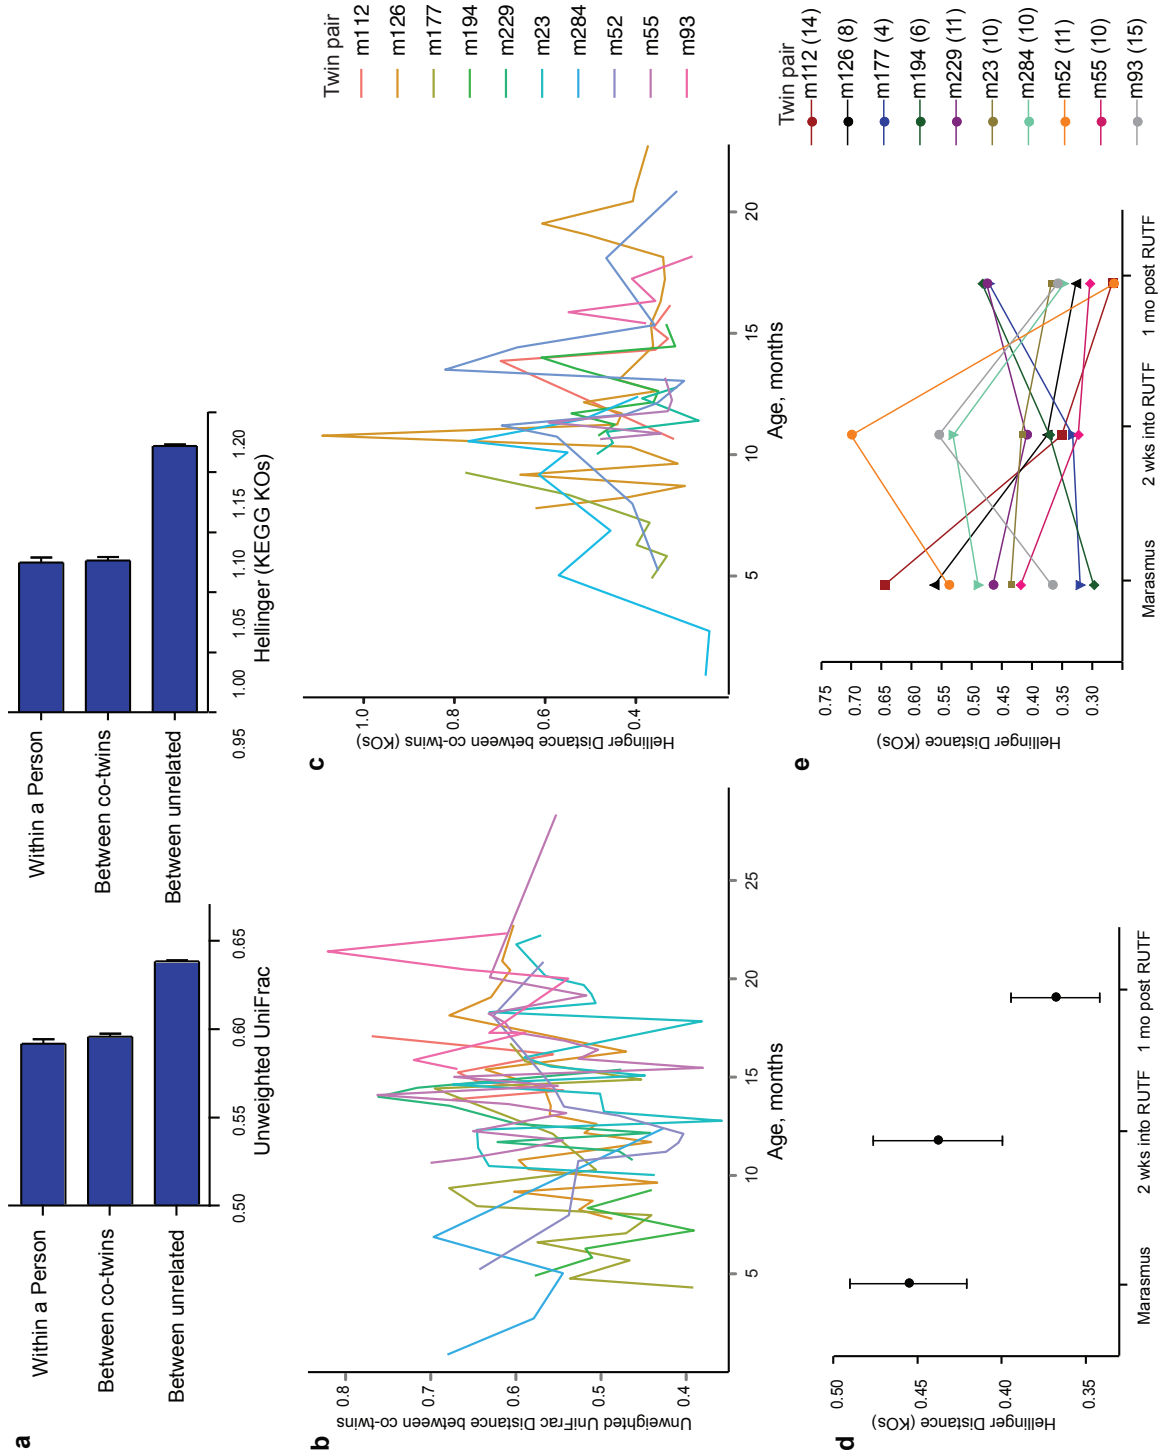 a
Within a Person
Between co-twins
Between unrelated
0.50
0.55
0.60
0.65
Unweighted UniFrac
Within a Person
Between co-twins
Between unrelated
0.95
1.00
1.05
1.10
1.15
1.20
Hellinger (KEGG KOs)
b
Unweighted UniFrac Distance between co-twins
0.8
0.7
0.6
0.5
0.4
5
10
15
20
25
Age, months
c
Hellinger Distance between co-twins (KOs)
1.0
0.8
0.6
0.4
5
10
15
20
Age, months
Twin pair
m112
m126
m177
m194
m229
m23
m284
m52
m55
m93
d
Hellinger Distance (KOs)
0.50
0.45
0.40
0.35
Marasmus
2 wks into RUTF
1 mo post RUTF
e
Hellinger Distance (KOs)
0.75
0.70
0.65
0.60
0.55
0.50
0.45
0.40
0.35
0.30
Marasmus
2 wks into RUTF
1 mo post RUTF
Twin pair
m112 (14)
m126 (8)
m177 (4)
m194 (6)
m229 (11)
m23 (10)
m284 (10)
m52 (11)
m55 (10)
m93 (15)